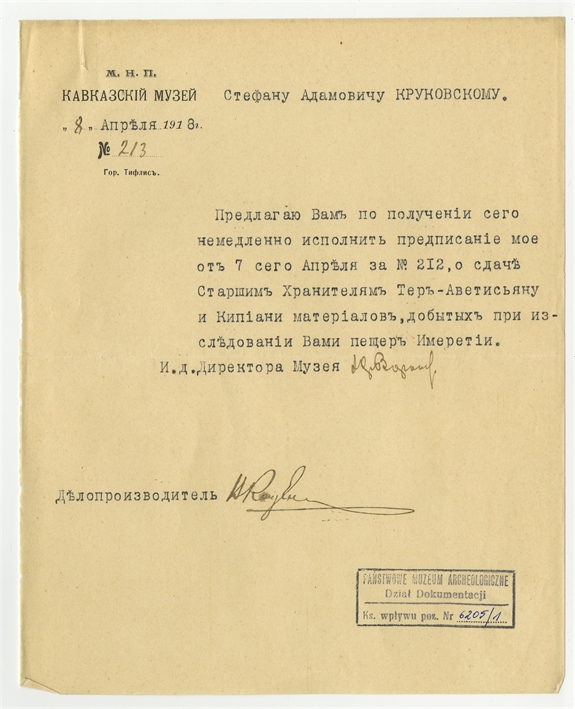 М. Н. П.
КАВКАЗСКІЙ МУЗЕЙ
Стефану Адамовичу КРУКОВСКОМУ.
„ 8 „ Апрѣля 1918 г.
№ 213
Гор. Тифлисъ.
Предлагаю Вамъ по полученіи сего
немедленно исполнить предписаніе мое
отъ 7 сего Апрѣля за № 212, о сдачѣ
Старшимъ Хранителямъ Теръ-Аветисьяну
и Кипіани матеріаловъ, добытыхъ при из-
слѣдованіи Вами пещеръ Имеретіи.
И.д.Директора Музея
Дѣлопроизводитель
PAŃSTWOWE MUZEUM ARCHEOLOGICZNE
Dział Dokumentacji
Ks. wpływu poz. Nr 6205/1